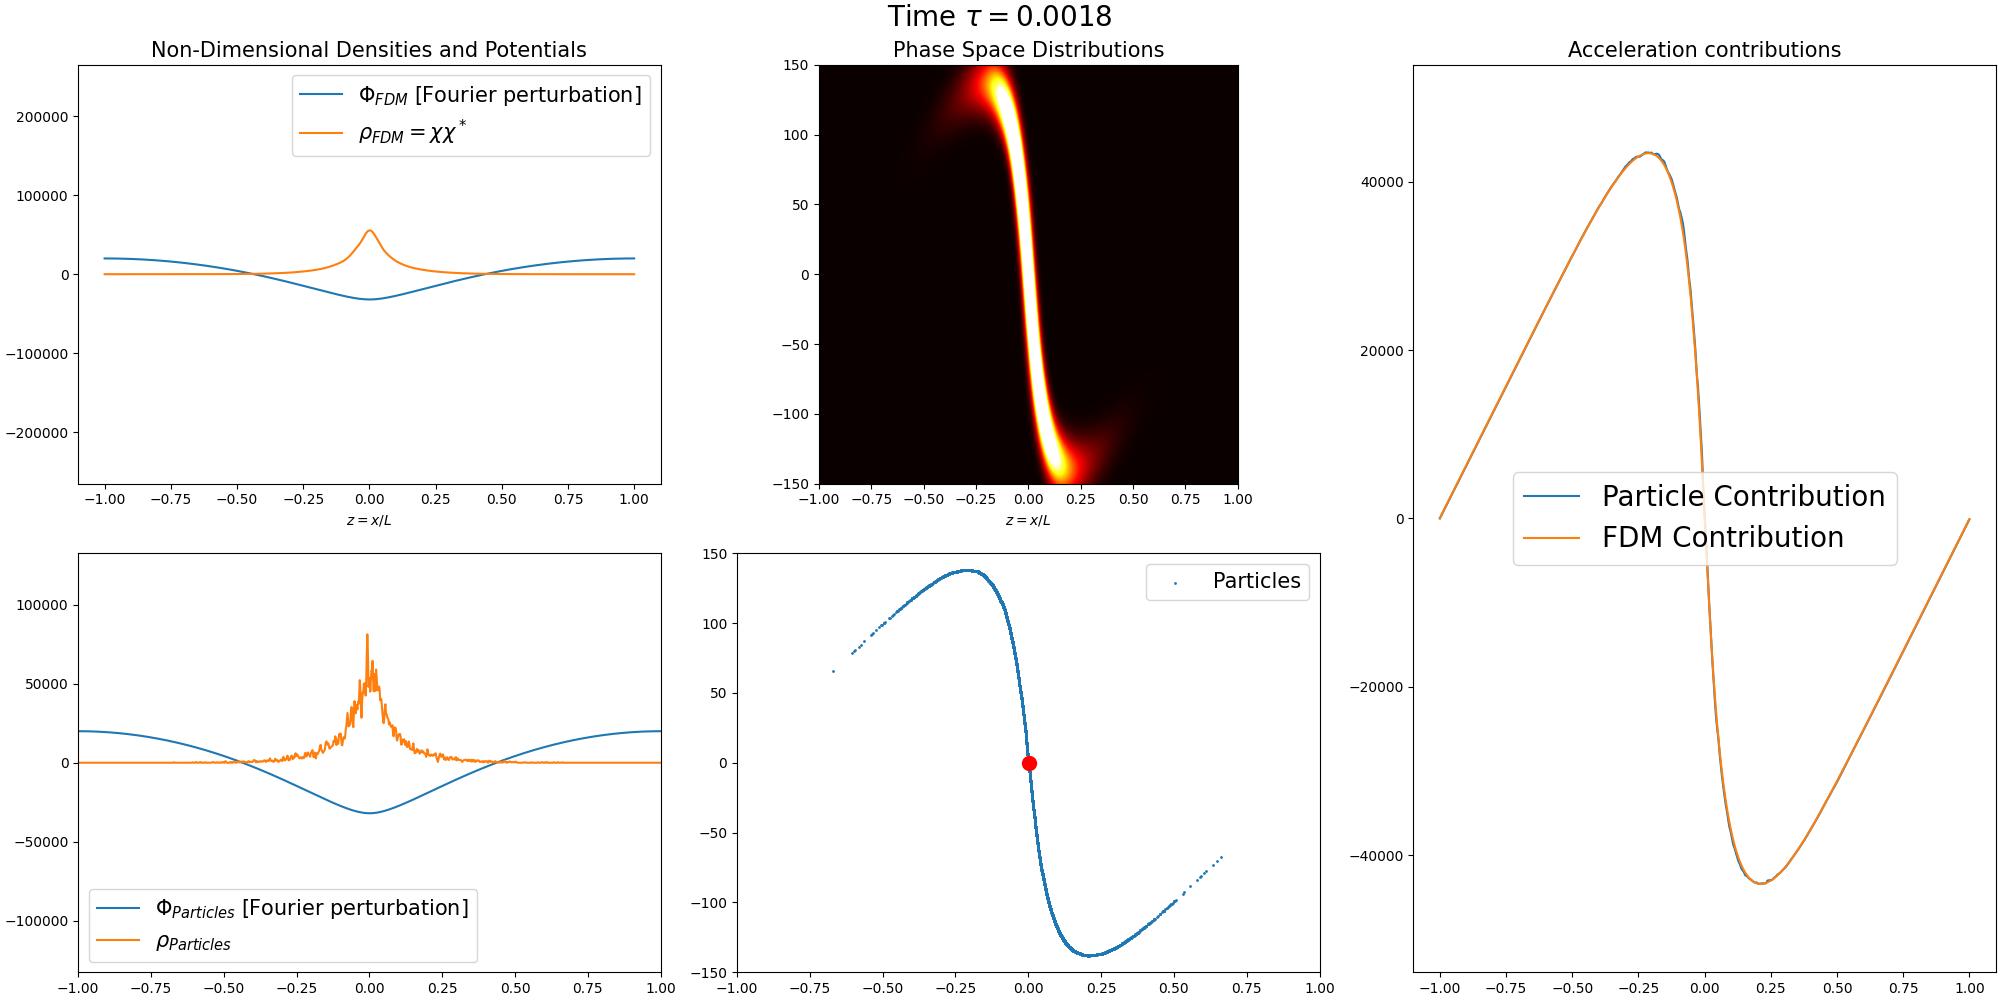 Time τ = 0.0018
Non-Dimensional Densities and Potentials
Φ_FDM [Fourier perturbation]
ρ_FDM = χχ*
200000
100000
0
−100000
−200000
−1.00 −0.75 −0.50 −0.25 0.00 0.25 0.50 0.75 1.00
z = x/L
Phase Space Distributions
150
100
50
0
−50
−100
−150
−1.00 −0.75 −0.50 −0.25 0.00 0.25 0.50 0.75 1.00
z = x/L
Acceleration contributions
40000
20000
0
−20000
−40000
Particle Contribution
FDM Contribution
−1.00 −0.75 −0.50 −0.25 0.00 0.25 0.50 0.75 1.00
100000
50000
0
−50000
−100000
Φ_Particles [Fourier perturbation]
ρ_Particles
−1.00 −0.75 −0.50 −0.25 0.00 0.25 0.50 0.75 1.00
Particles
150
100
50
0
−50
−100
−150
−1.00 −0.75 −0.50 −0.25 0.00 0.25 0.50 0.75 1.00